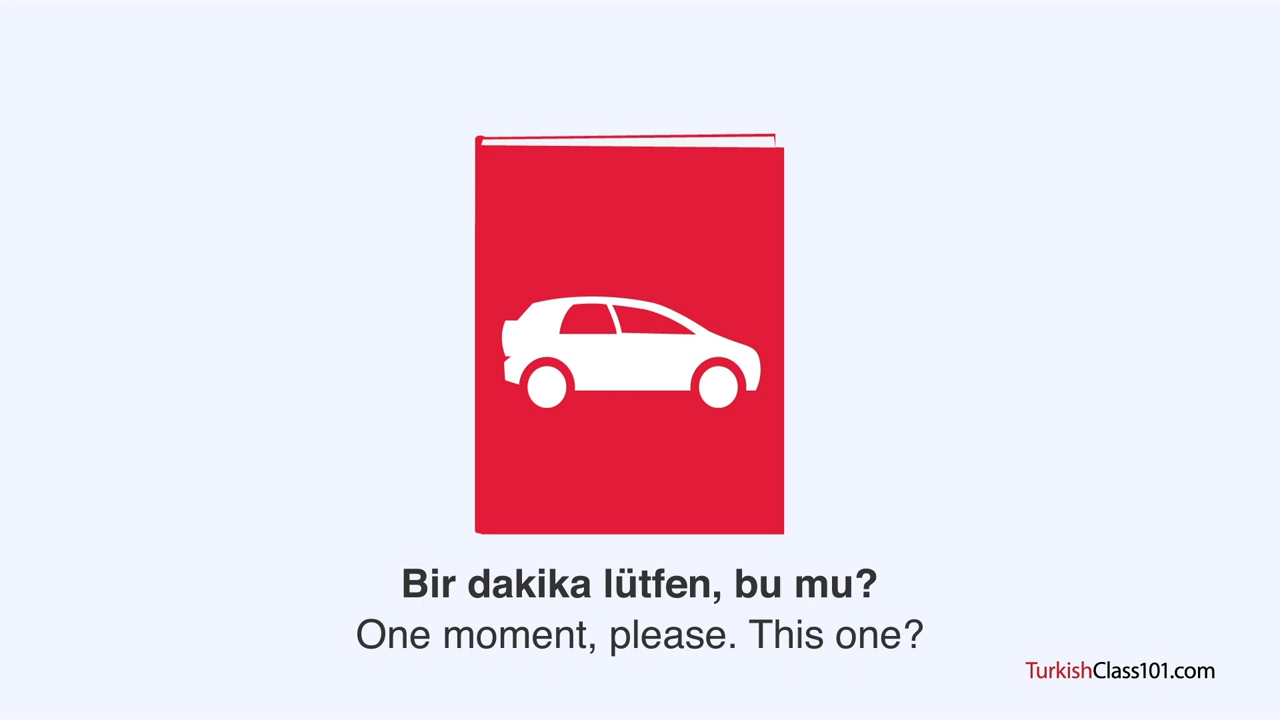 Bir dakika lütfen, bu mu?
One moment, please. This one?
TurkishClass101.com